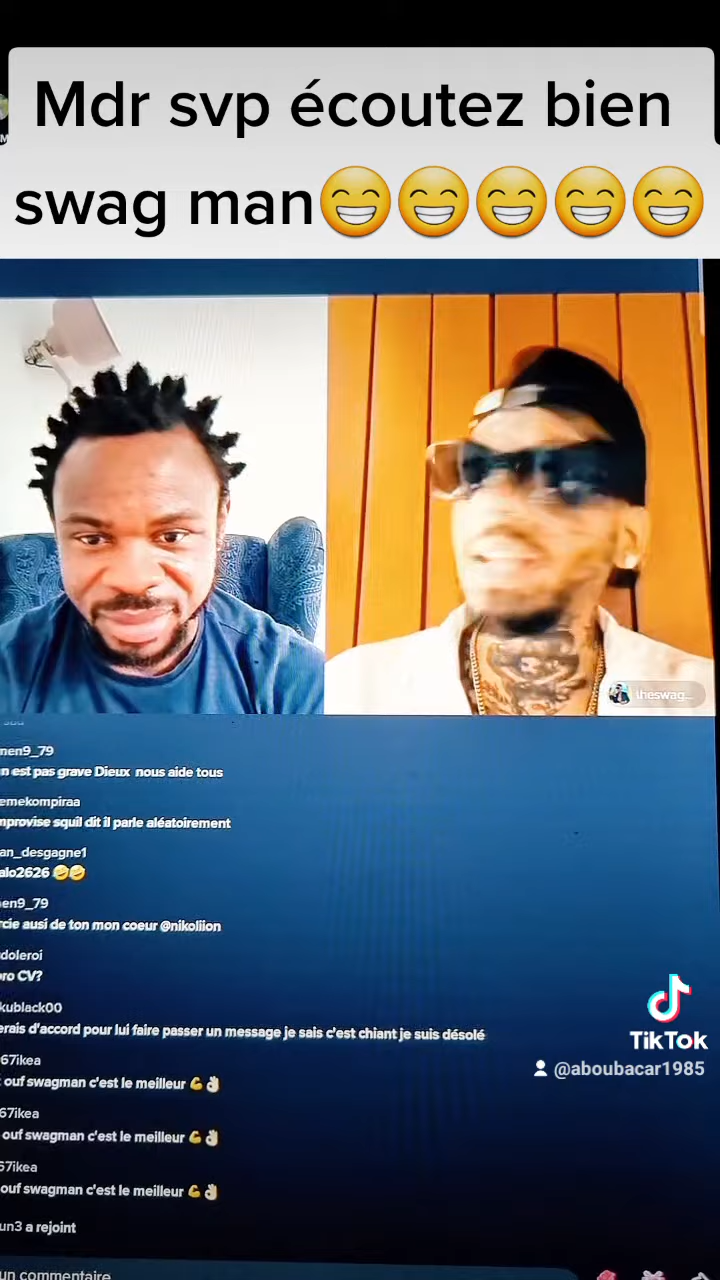 Mdr svp écoutez bien
swag man😁😁😁😁😁
theswag...
nen9_79
n est pas grave Dieux nous aide tous
emekompiraa
nprovise squil dit il parle aléatoirement
an_desgagne1
alo2626 🤣🤣
en9_79
rcie ausi de ton mon coeur @nikoliion
doleroi
ro CV?
kublack00
erais d'accord pour lui faire passer un message je sais c'est chiant je suis désolé
67ikea
ouf swagman c'est le meilleur 💪👌
67ikea
ouf swagman c'est le meilleur 💪👌
67ikea
ouf swagman c'est le meilleur 💪👌
un3 a rejoint
un commentaire
TikTok
@aboubacar1985